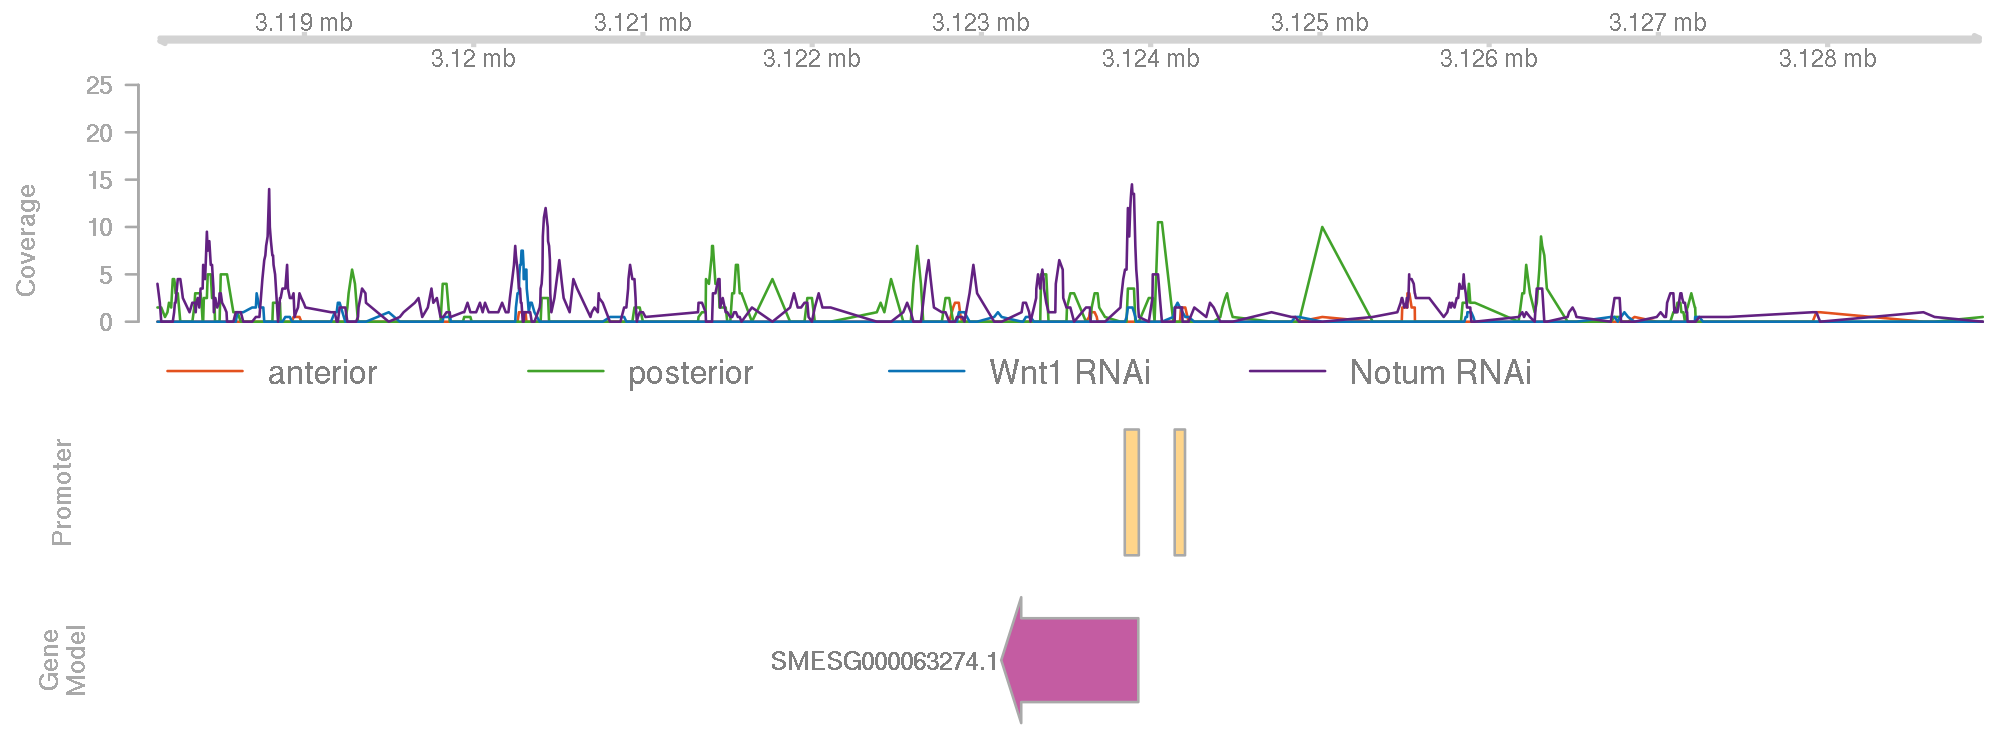 3.119 mb 3.121 mb 3.123 mb 3.125 mb 3.127 mb
3.12 mb 3.122 mb 3.124 mb 3.126 mb 3.128 mb
25
20
15
10
5
0
Coverage
anterior posterior Wnt1 RNAi Notum RNAi
Promoter
Gene
Model
SMESG000063274.1